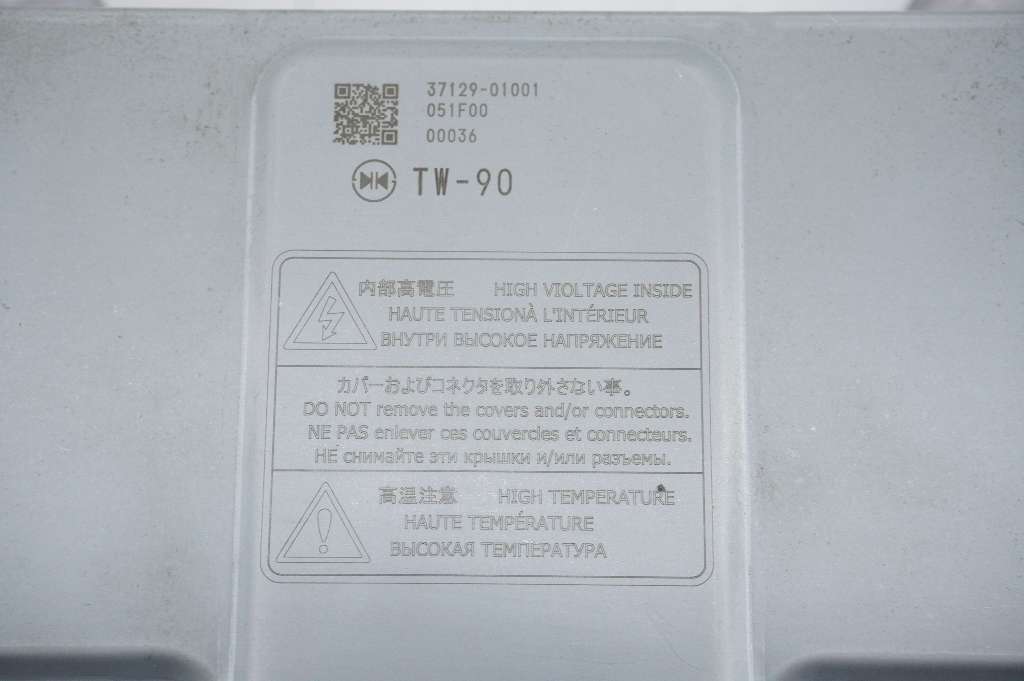 37129-01001
051F00
00036
TW-90
内部高電圧 HIGH VIOLTAGE INSIDE
HAUTE TENSIONÀ L'INTÉRIEUR
ВНУТРИ ВЫСОКОЕ НАПРЯЖЕНИЕ
カバーおよびコネクタを取り外さない事。
DO NOT remove the covers and/or connectors.
NE PAS enlever ces couvercles et connecteurs.
НЕ снимайте эти крышки и/или разъемы.
高温注意 HIGH TEMPERATURE
HAUTE TEMPÉRATURE
ВЫСОКАЯ ТЕМПЕРАТУРА